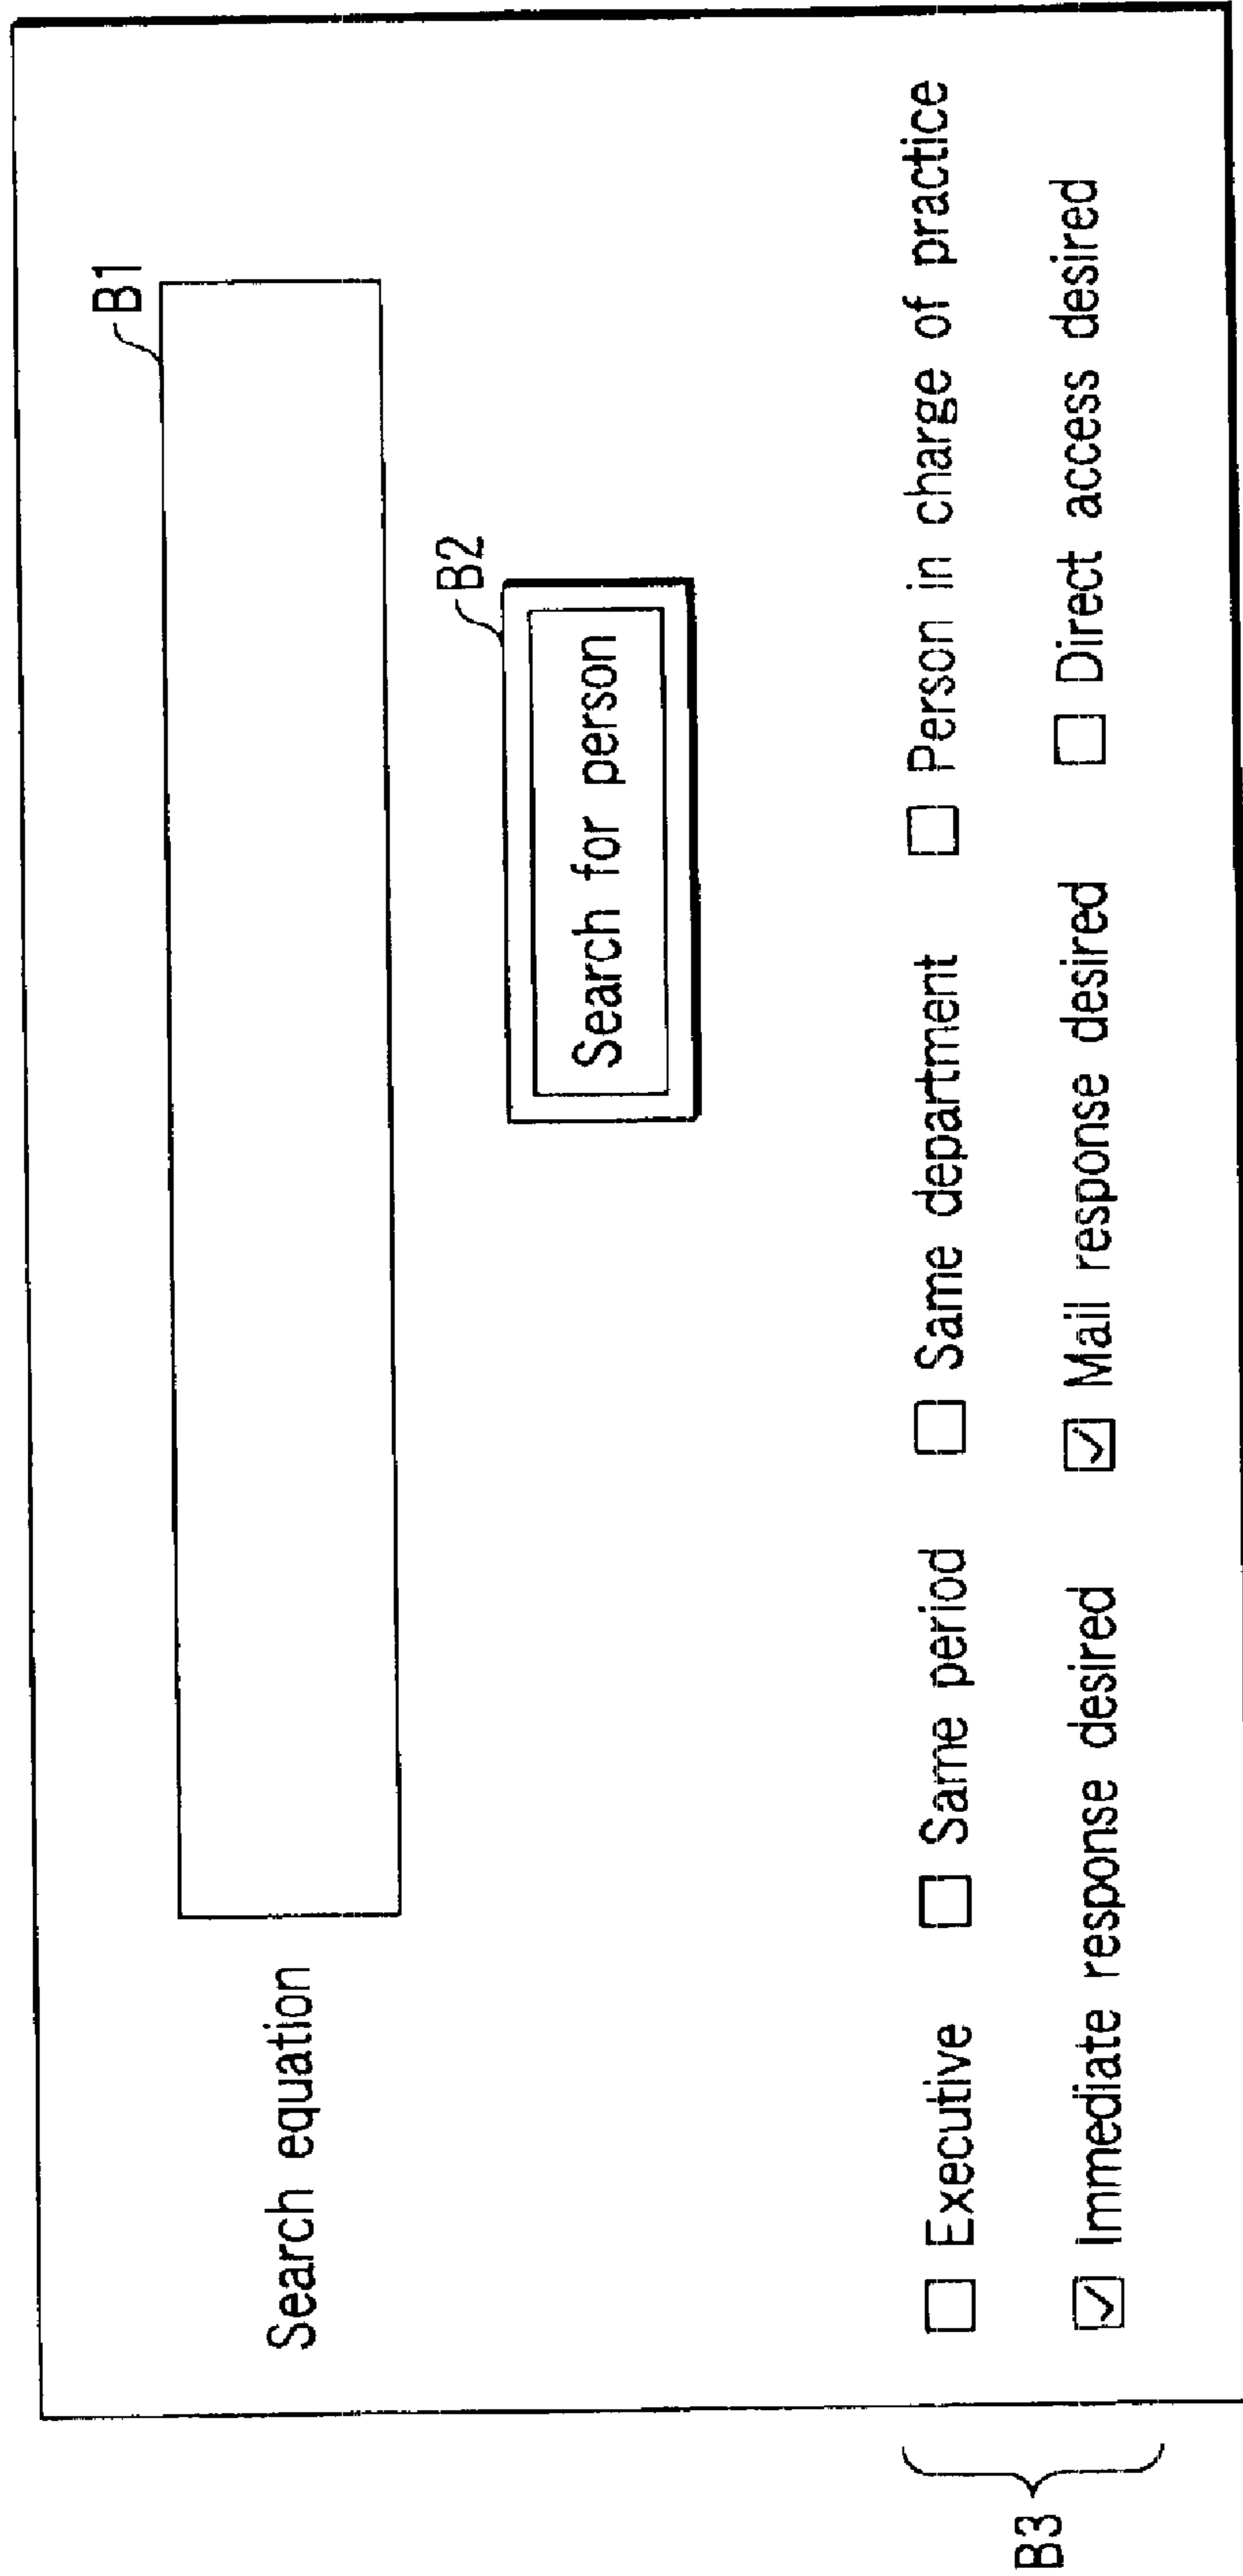 B1
Search equation
B2
Search for person
B3
Executive Same period Same department Person in charge of practice
Immediate response desired Mail response desired Direct access desired